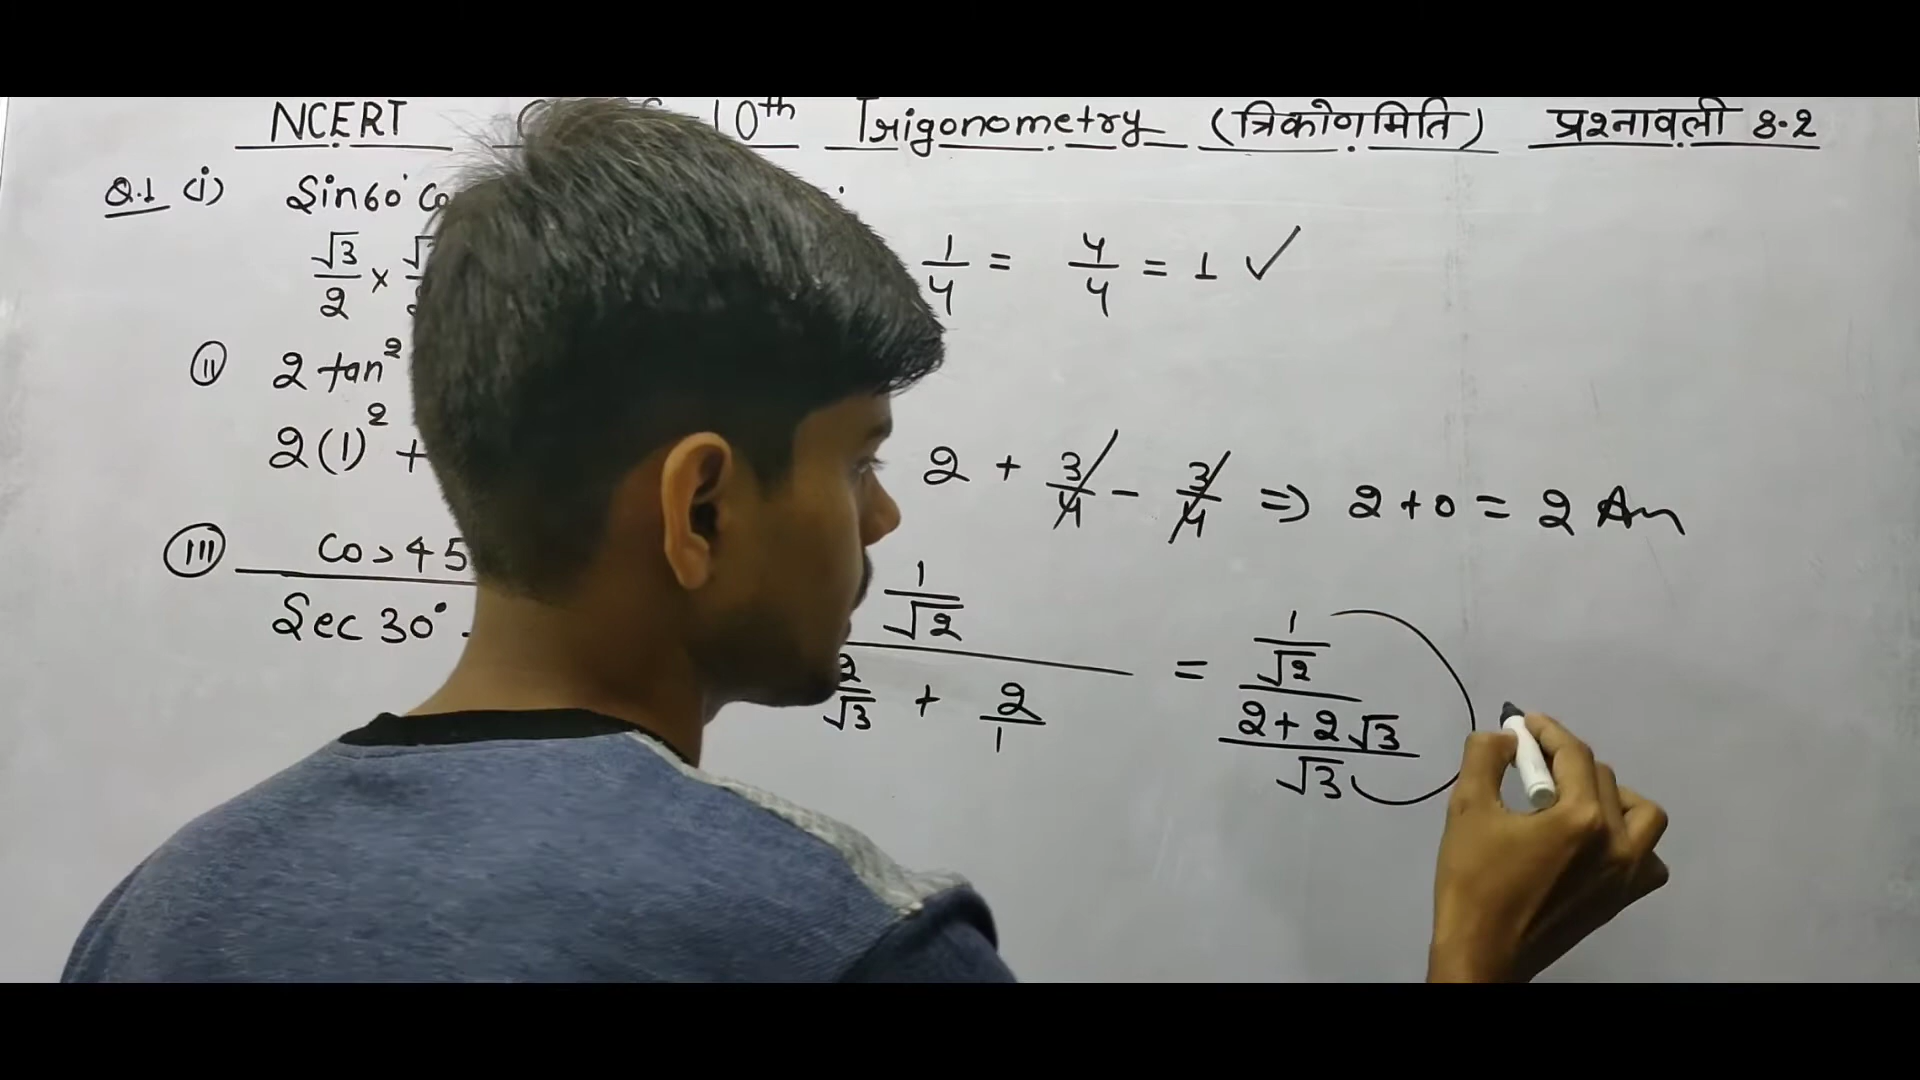 NCERT 10th Trigonometry (त्रिकोणमिति) प्रश्नावली 8.2
Q.1 (i) Sin60°
√3/2 × 1/4 = 4/4 = 1 ✓
(ii) 2 tan²
2(1)² + 2 + 3/4 - 3/4 => 2+0 = 2 An
(iii) Cos 45
Sec 30°
1/√2 = 1/√2
2/√3 + 2/1 2+2√3
√3